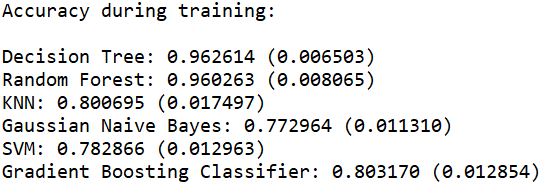 Accuracy during training:
Decision Tree: 0.962614 (0.006503)
Random Forest: 0.960263 (0.008065)
KNN: 0.800695 (0.017497)
Gaussian Naive Bayes: 0.772964 (0.011310)
SVM: 0.782866 (0.012963)
Gradient Boosting Classifier: 0.803170 (0.012854)